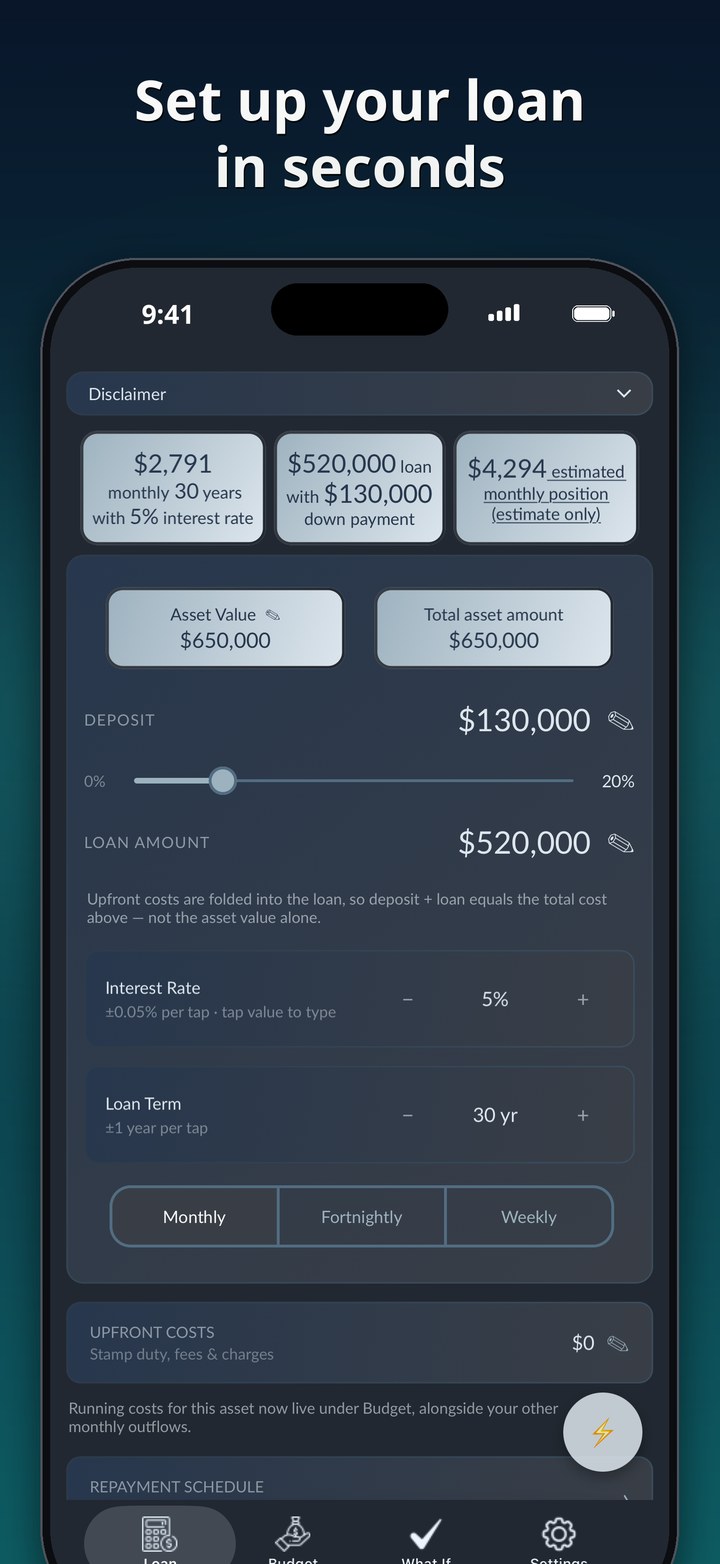 Set up your loan
in seconds
9:41
Disclaimer
$2,791
monthly 30 years
with 5% interest rate
$520,000 loan
with $130,000
down payment
$4,294 estimated
monthly position
(estimate only)
Asset Value
$650,000
Total asset amount
$650,000
DEPOSIT
$130,000
0%
20%
LOAN AMOUNT
$520,000
Upfront costs are folded into the loan, so deposit + loan equals the total cost
above — not the asset value alone.
Interest Rate
±0.05% per tap · tap value to type
− 5% +
Loan Term
±1 year per tap
− 30 yr +
Monthly
Fortnightly
Weekly
UPFRONT COSTS
Stamp duty, fees & charges
$0
Running costs for this asset now live under Budget, alongside your other
monthly outflows.
REPAYMENT SCHEDULE
Loan
Budget
What If
Settings